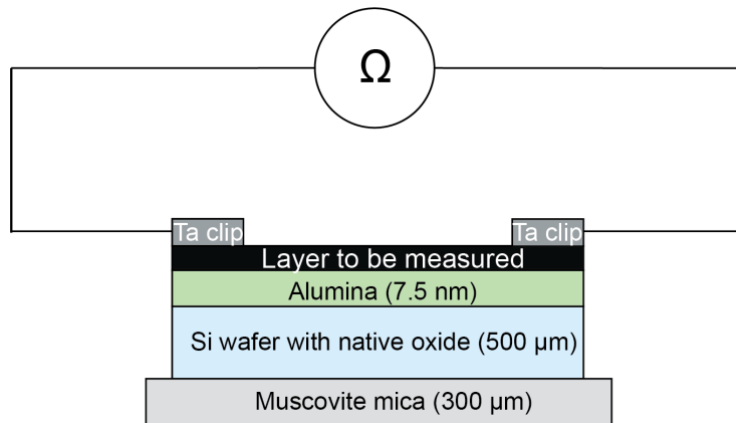 Ω
Ta clip
Ta clip
Layer to be measured
Alumina (7.5 nm)
Si wafer with native oxide (500 μm)
Muscovite mica (300 μm)